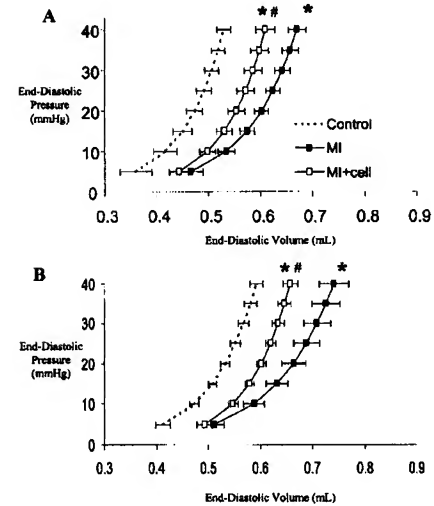 A
* # *
40
35
30
End-Diastolic
Pressure
(mmHg)
20
10
0
Control
MI
MI+cell
0.2 0.3 0.4 0.5 0.6 0.7 0.8 0.9
End-Diastolic Volume (mL)
B
* # *
40
30
End-Diastolic
Pressure
(mmHg)
20
10
0
0.3 0.4 0.5 0.6 0.7 0.8 0.9
End-Diastolic Volume (mL)